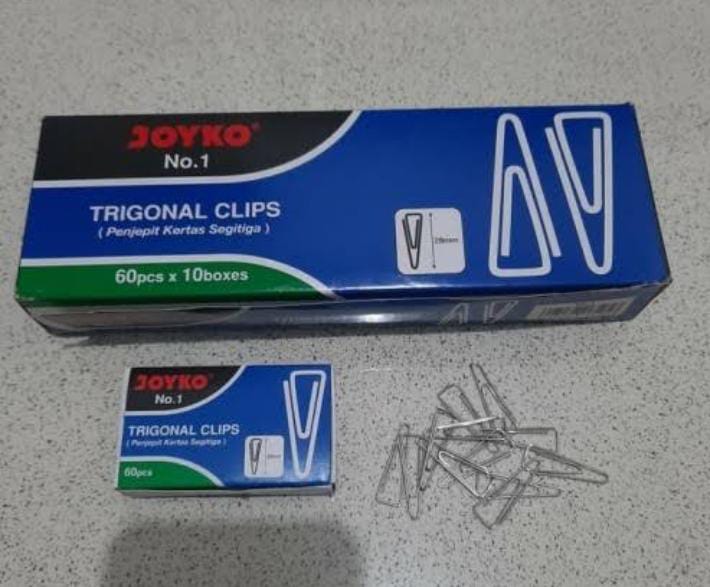 JOYKO
No.1
TRIGONAL CLIPS
( Penjepit Kertas Segitiga )
60pcs x 10boxes
JOYKO
No.1
TRIGONAL CLIPS
( Penjepit Kertas Segitiga )
60pcs